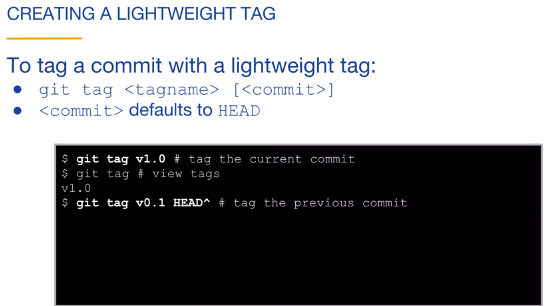 CREATING A LIGHTWEIGHT TAG
To tag a commit with a lightweight tag:
● git tag <tagname> [<commit>]
● <commit> defaults to HEAD
$ git tag v1.0 # tag the current commit
$ git tag # view tags
v1.0
$ git tag v0.1 HEAD^ # tag the previous commit